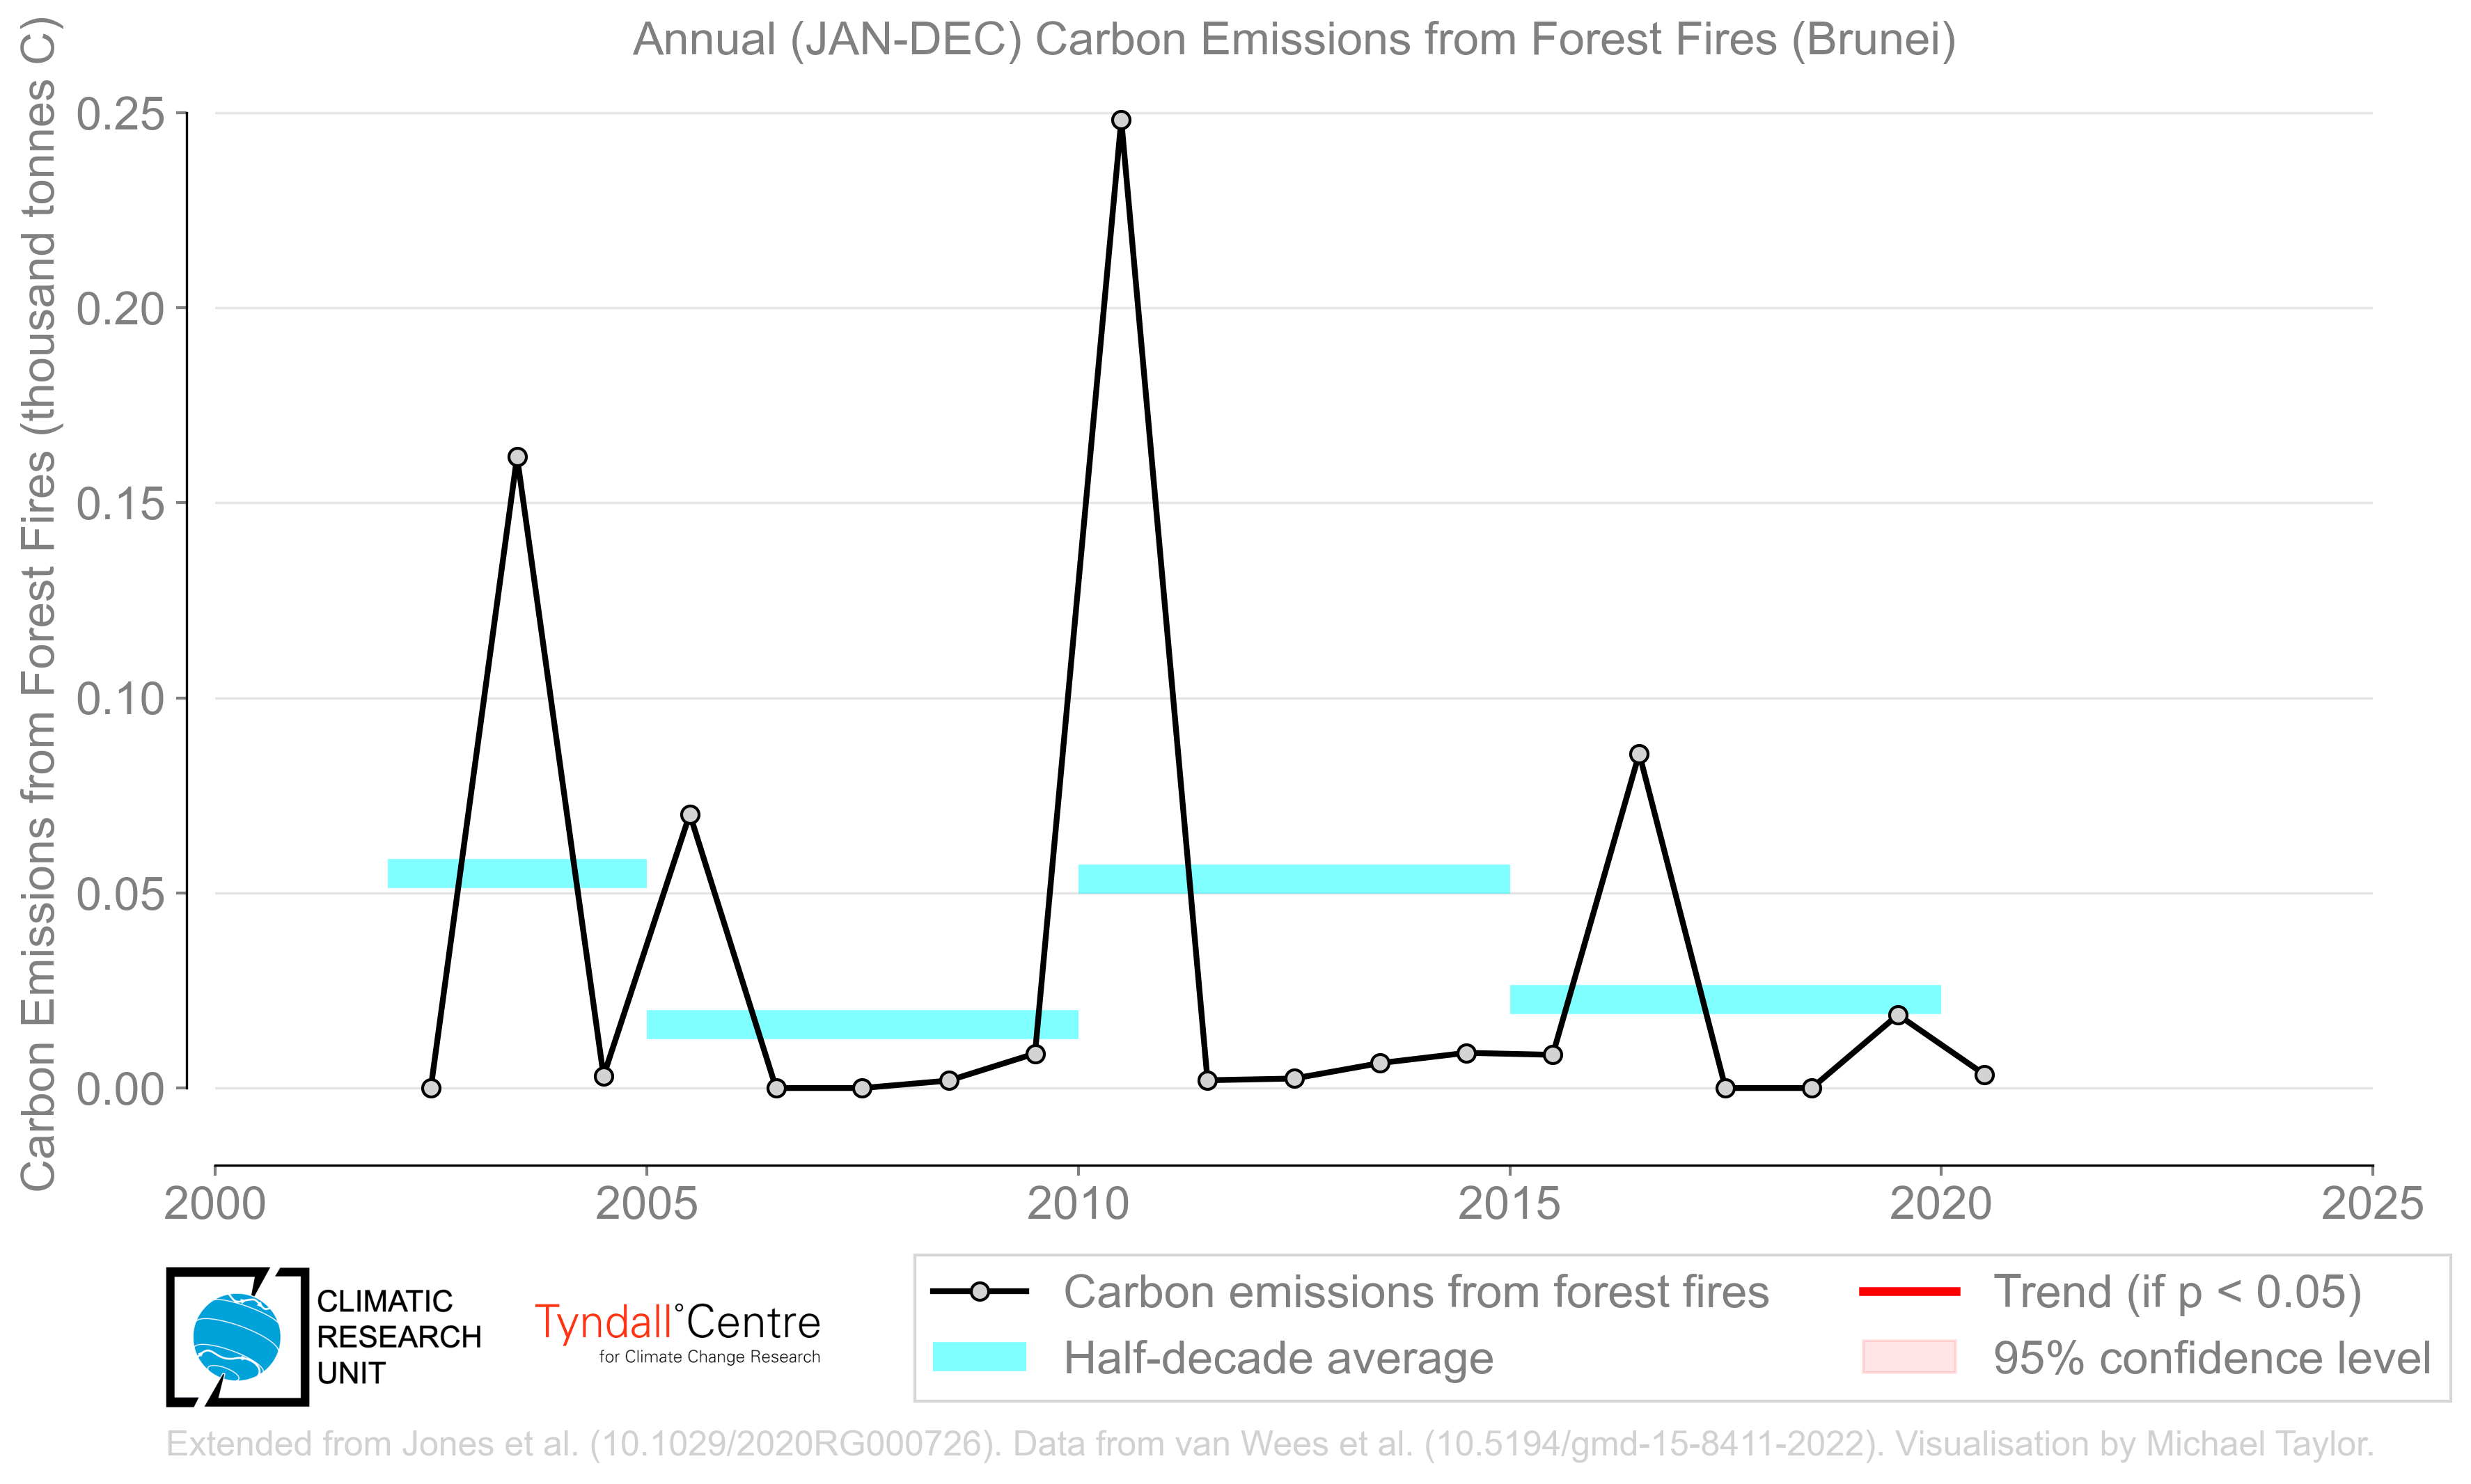 Annual (JAN-DEC) Carbon Emissions from Forest Fires (Brunei)
Carbon Emissions from Forest Fires (thousand tonnes C)
0.25
0.20
0.15
0.10
0.05
0.00
2000 2005 2010 2015 2020 2025
CLIMATIC
RESEARCH
UNIT
Tyndall°Centre
for Climate Change Research
Carbon emissions from forest fires
Half-decade average
Trend (if p < 0.05)
95% confidence level
Extended from Jones et al. (10.1029/2020RG000726). Data from van Wees et al. (10.5194/gmd-15-8411-2022). Visualisation by Michael Taylor.